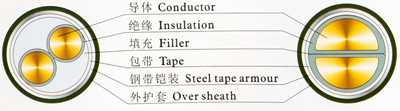 导体 Conductor
绝缘 Insulation
填充 Filler
包带 Tape
钢带铠装 Steel tape armour
外护套 Over sheath